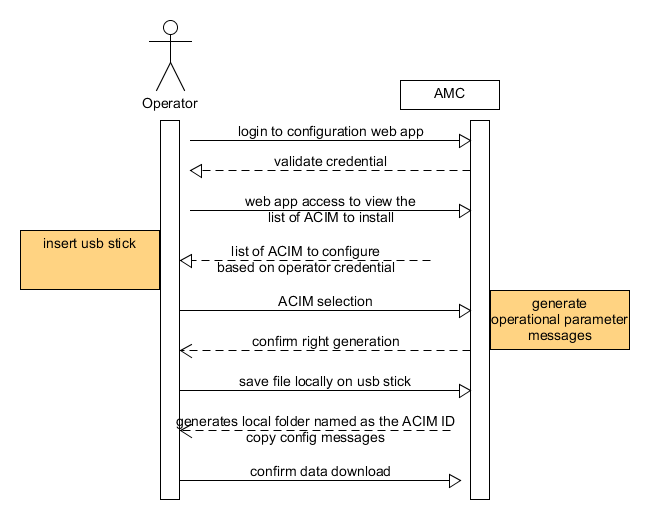 Operator
AMC
login to configuration web app
validate credential
web app access to view the
list of ACIM to install
insert usb stick
list of ACIM to configure
based on operator credential
ACIM selection
generate
operational parameter
messages
confirm right generation
save file locally on usb stick
generates local folder named as the ACIM ID
copy config messages
confirm data download